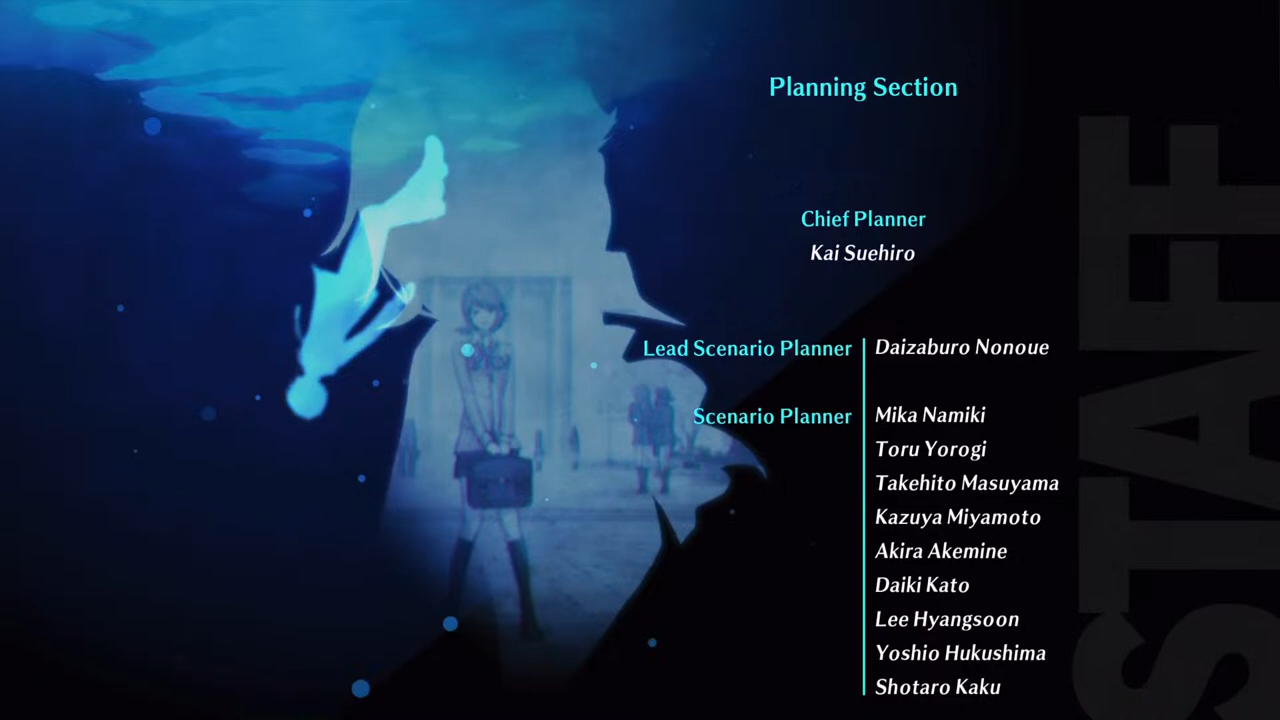 Planning Section
Chief Planner
Kai Suehiro
Lead Scenario Planner Daizaburo Nonoue
Scenario Planner Mika Namiki
Toru Yorogi
Takehito Masuyama
Kazuya Miyamoto
Akira Akemine
Daiki Kato
Lee Hyangsoon
Yoshio Hukushima
Shotaro Kaku
STAFF